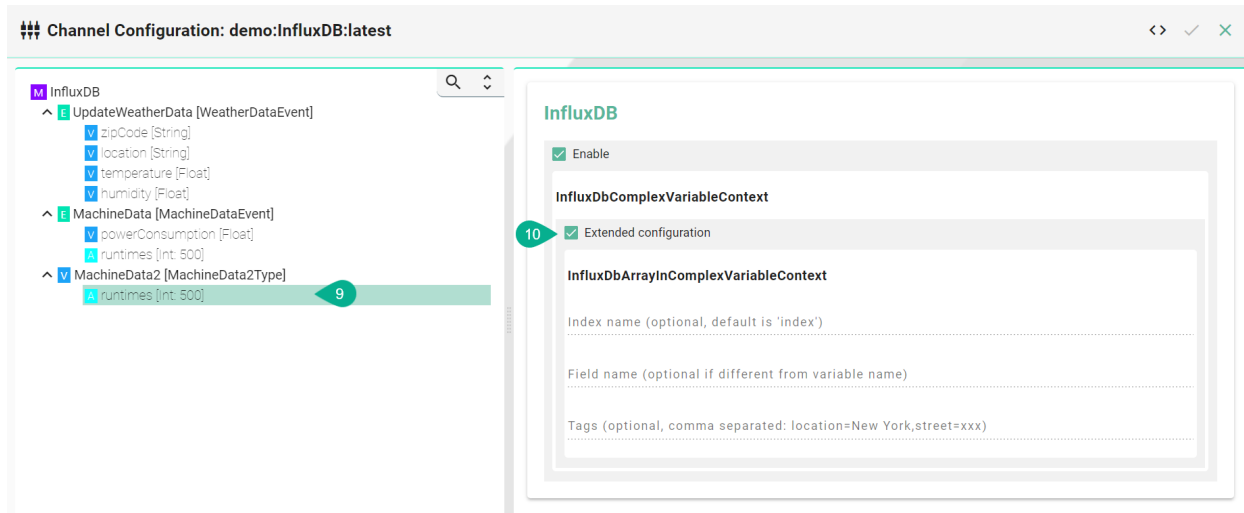 Channel Configuration: demo:InfluxDB:latest
M InfluxDB
E UpdateWeatherData [WeatherDataEvent]
V zipCode [String]
V location [String]
V temperature [Float]
V humidity [Float]
E MachineData [MachineDataEvent]
V powerConsumption [Float]
A runtimes [Int: 500]
V MachineData2 [MachineData2Type]
A runtimes [Int: 500]
9
InfluxDB
Enable
InfluxDbComplexVariableContext
10
Extended configuration
InfluxDbArrayInComplexVariableContext
Index name (optional, default is 'index')
Field name (optional if different from variable name)
Tags (optional, comma separated: location=New York,street=xxx)